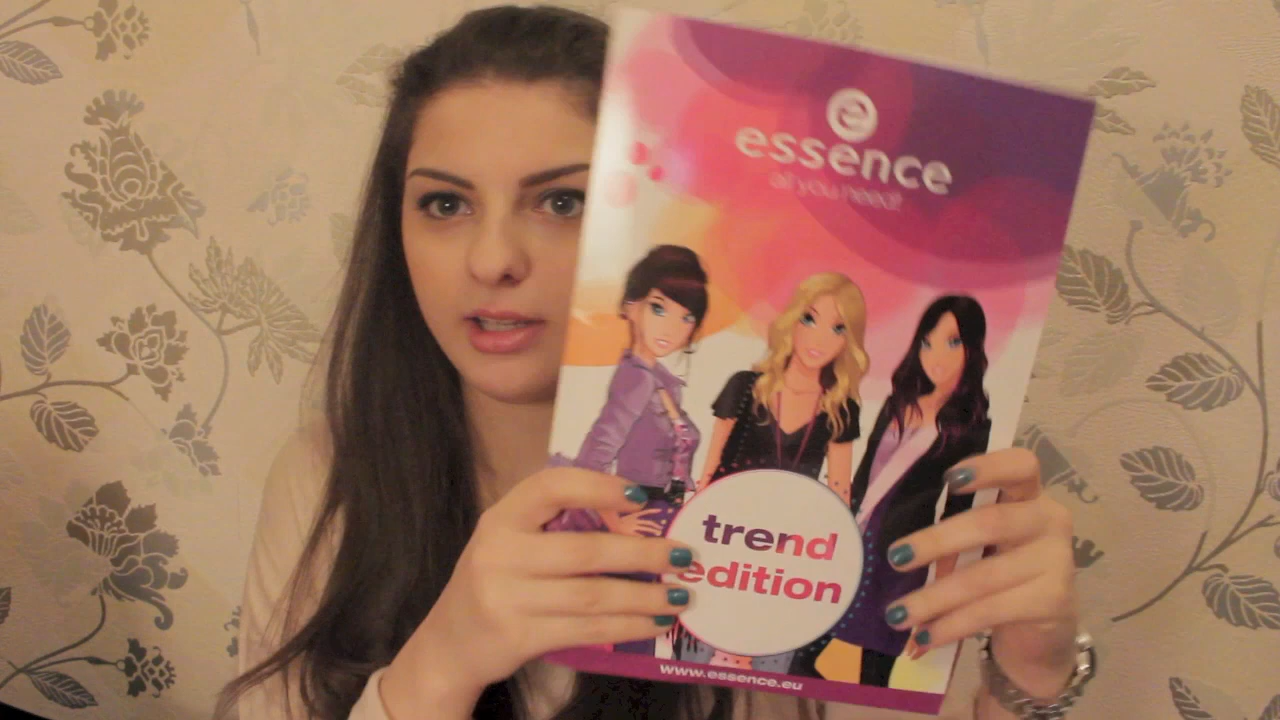 e
essence
all you need!
trend
edition
www.essence.eu